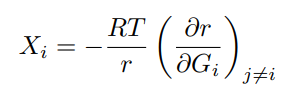 X_i = -\frac{RT}{r} \left( \frac{\partial r}{\partial G_i} \right)_{j \neq i}